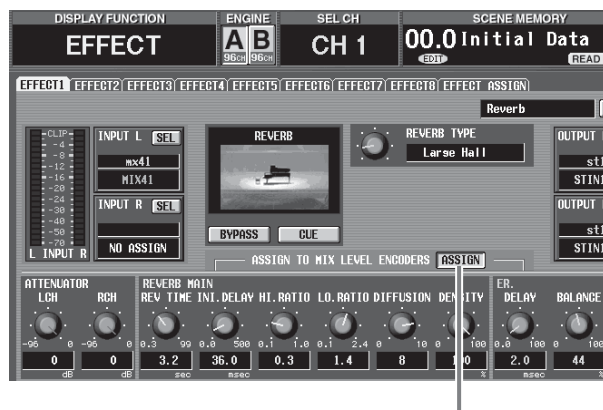 DISPLAY FUNCTION ENGINE SEL CH SCENE MEMORY
EFFECT A B CH 1 00.0 Initial Data
96CH 96CH EDIT READ
EFFECT1 EFFECT2 EFFECT3 EFFECT4 EFFECT5 EFFECT6 EFFECT7 EFFECT8 EFFECT ASSIGN
Reverb
CLIP INPUT L SEL REVERB REVERB TYPE OUTPUT
-4
-8 mx41 Large Hall st1
-12
-16 MIX41 STIN1
-20
-24 INPUT R SEL OUTPUT
-30
-40 st1
-50 BYPASS CUE
-70 NO ASSIGN STIN1
L INPUT R ASSIGN TO MIX LEVEL ENCODERS ASSIGN
ATTENUATOR REVERB MAIN ER.
LCH RCH REV TIME INI.DELAY HI.RATIO LO.RATIO DIFFUSION DENSITY DELAY BALANCE
-96 0 -96 0 0.3 99 0.0 500 0.1 1.0 0.1 2.4 0 10 0 100 0.0 100 0 100
0 0 3.2 36.0 0.3 1.4 8 100 2.0 44
dB dB sec msec % msec %